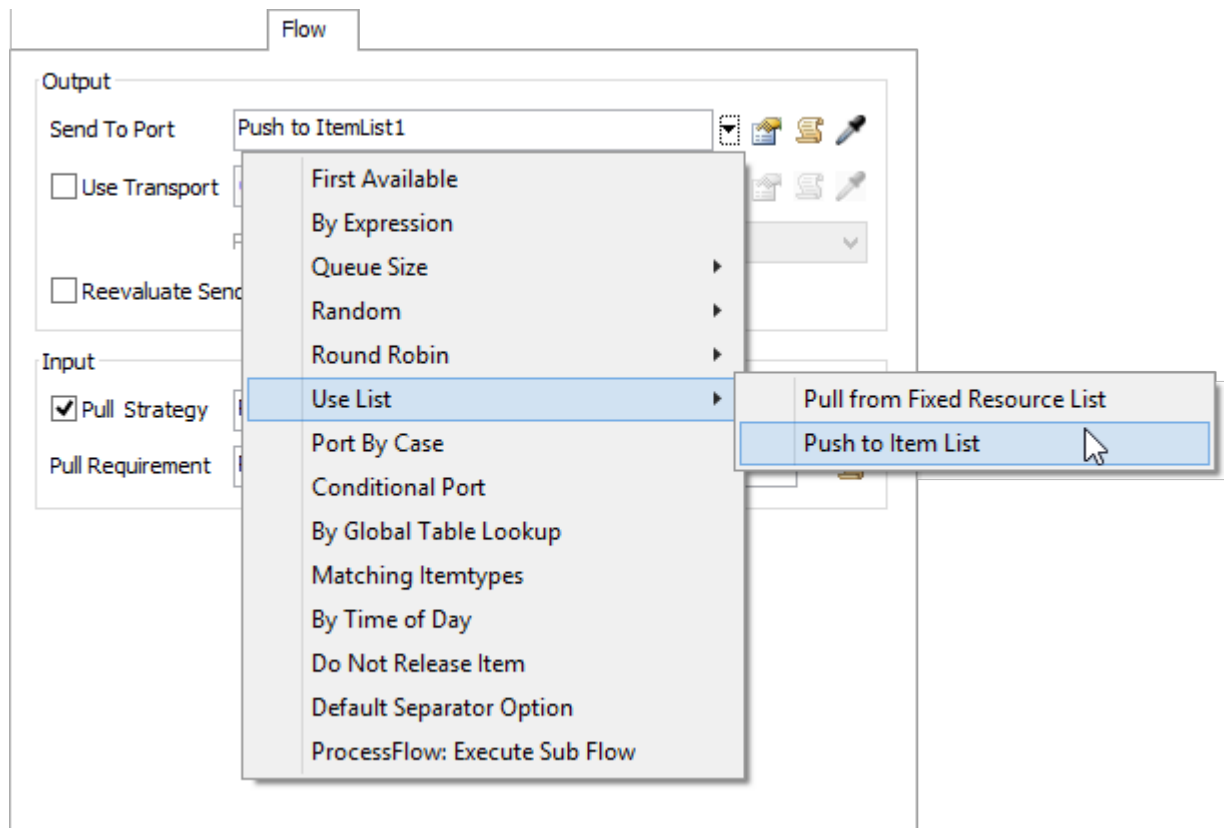 Flow
Output
Send To Port
Push to ItemList1
Use Transport
Reevaluate Send
First Available
By Expression
Queue Size
Random
Round Robin
Use List
Port By Case
Conditional Port
By Global Table Lookup
Matching Itemtypes
By Time of Day
Do Not Release Item
Default Separator Option
ProcessFlow: Execute Sub Flow
Pull from Fixed Resource List
Push to Item List
Input
Pull Strategy
Pull Requirement